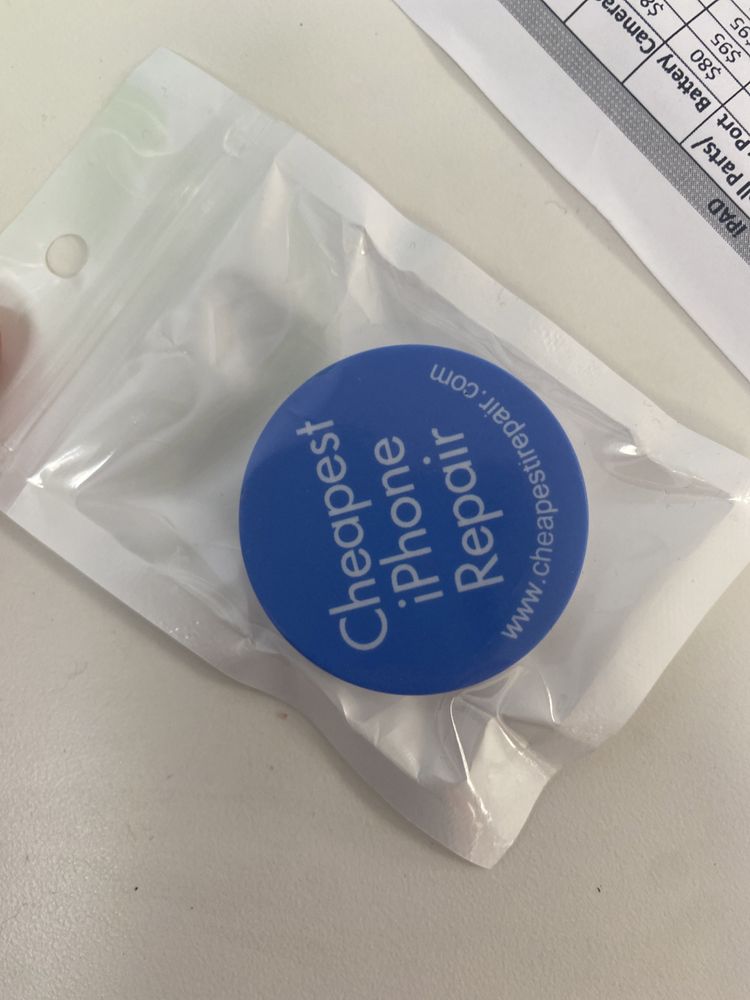 Cheapest
iPhone
Repair
www.cheapestirepair.com
IPAD
Parts/
Port
Battery
Camera
$80
$95